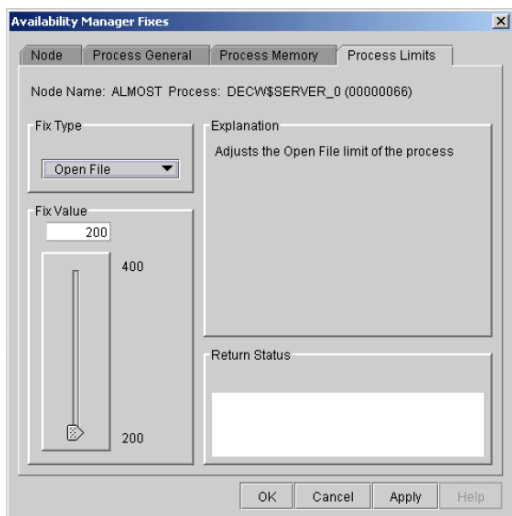 Availability Manager Fixes
Node Process General Process Memory Process Limits
Node Name: ALMOST Process: DECW$SERVER_0 (00000066)
Fix Type
Open File
Explanation
Adjusts the Open File limit of the process
Fix Value
200
400
200
Return Status
OK Cancel Apply Help